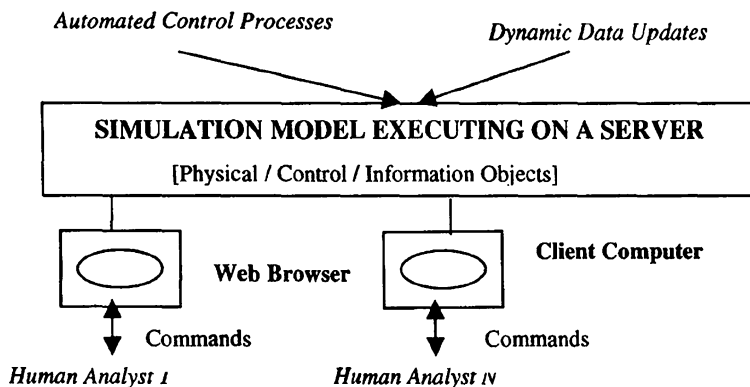 Automated Control Processes
Dynamic Data Updates
SIMULATION MODEL EXECUTING ON A SERVER
[Physical / Control / Information Objects]
Web Browser
Client Computer
Commands
Commands
Human Analyst 1
Human Analyst N